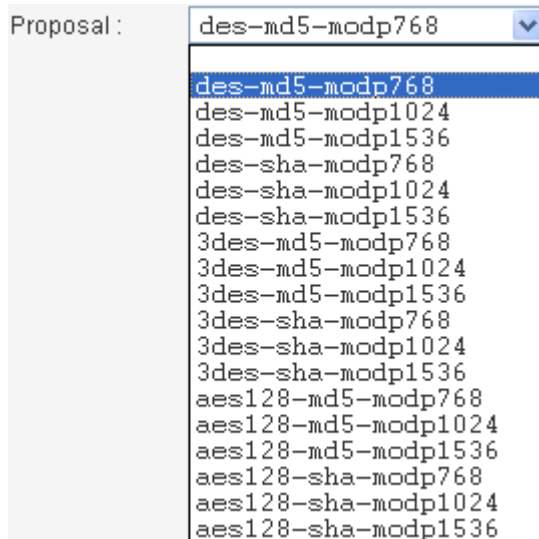 Proposal : des-md5-modp768
des-md5-modp768
des-md5-modp1024
des-md5-modp1536
des-sha-modp768
des-sha-modp1024
des-sha-modp1536
3des-md5-modp768
3des-md5-modp1024
3des-md5-modp1536
3des-sha-modp768
3des-sha-modp1024
3des-sha-modp1536
aes128-md5-modp768
aes128-md5-modp1024
aes128-md5-modp1536
aes128-sha-modp768
aes128-sha-modp1024
aes128-sha-modp1536